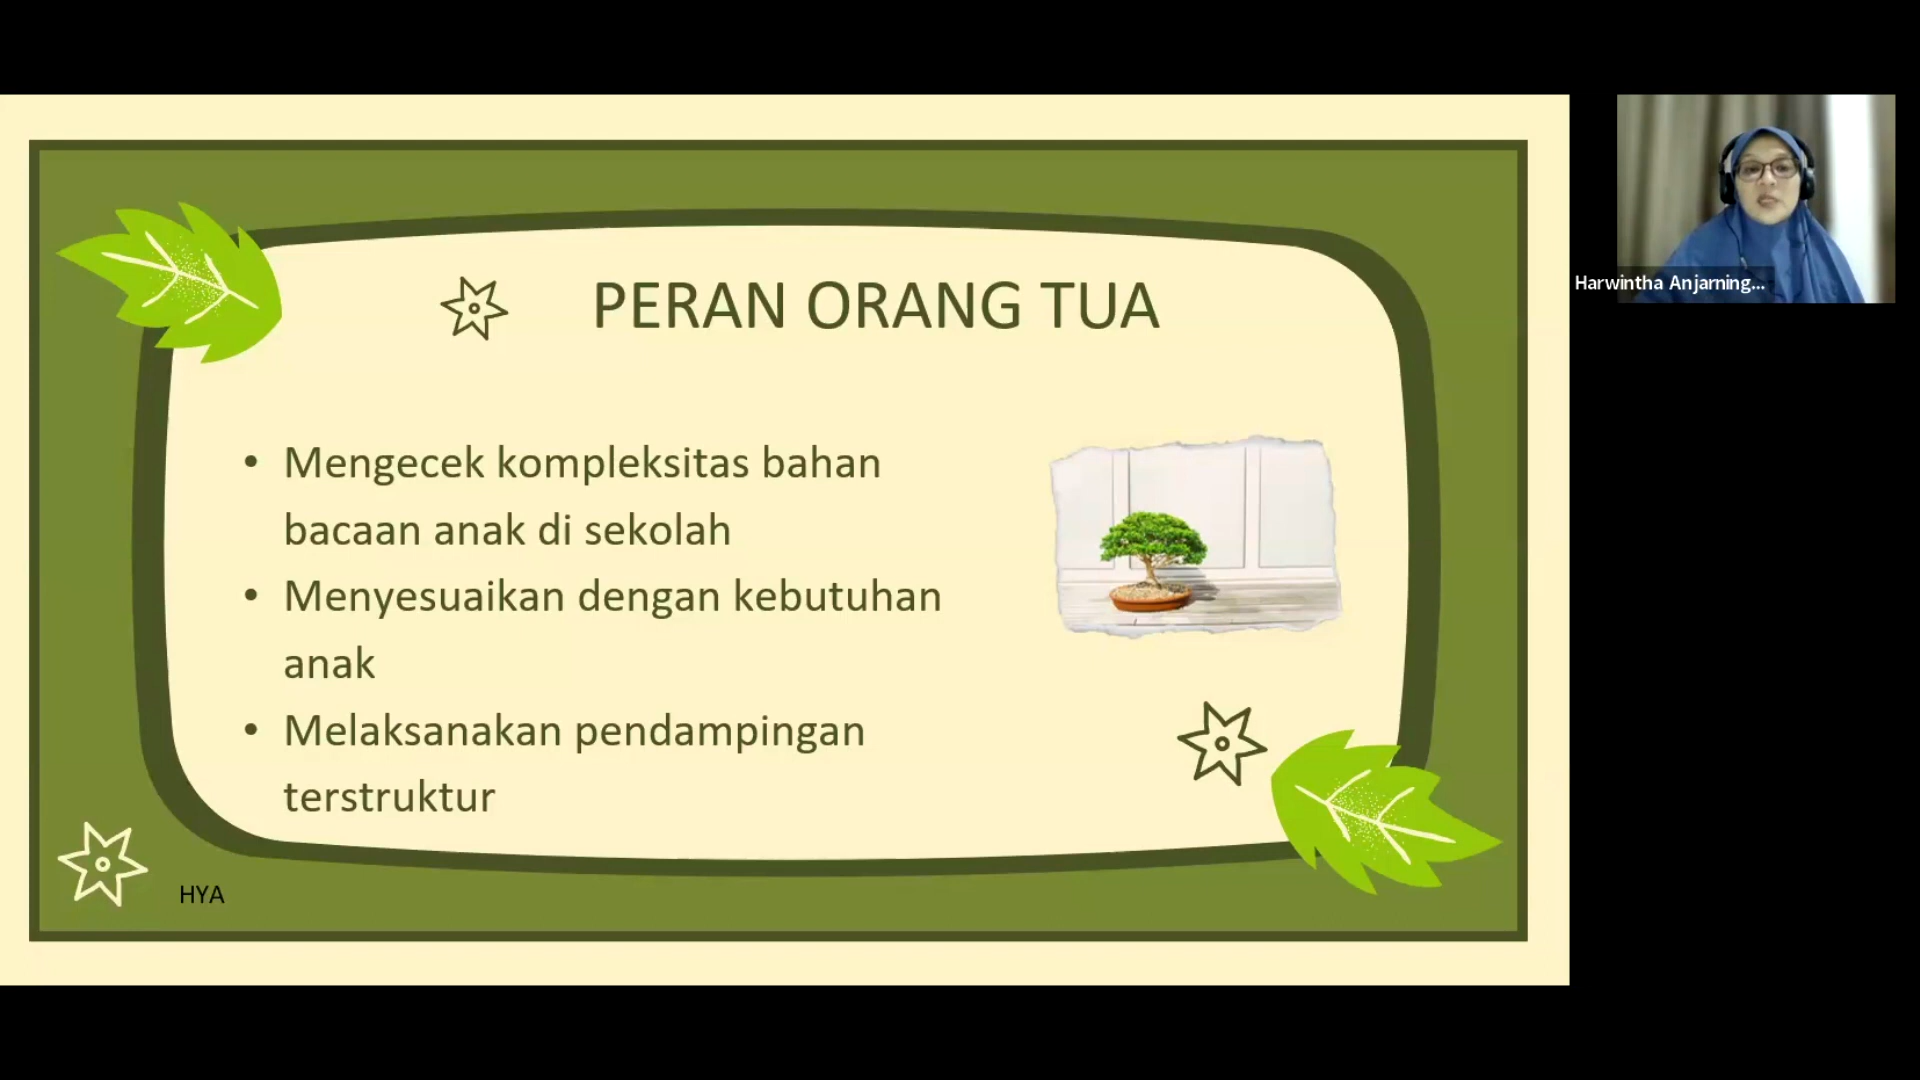 PERAN ORANG TUA
• Mengecek kompleksitas bahan
bacaan anak di sekolah
• Menyesuaikan dengan kebutuhan
anak
• Melaksanakan pendampingan
terstruktur
HYA
Harwintha Anjarning...